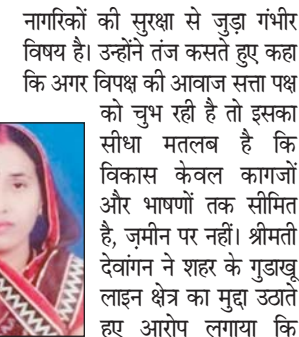 नागरिकों की सुरक्षा से जुड़ा गंभीर
विषय है। उन्होंने तंज कसते हुए कहा
कि अगर विपक्ष की आवाज सत्ता पक्ष
को चुभ रही है तो इसका
सीधा मतलब है कि
विकास केवल कागजों
और भाषणों तक सीमित
है, ज़मीन पर नहीं। श्रीमती
देवांगन ने शहर के गुडाखू
लाइन क्षेत्र का मुद्दा उठाते
हुए आरोप लगाया कि